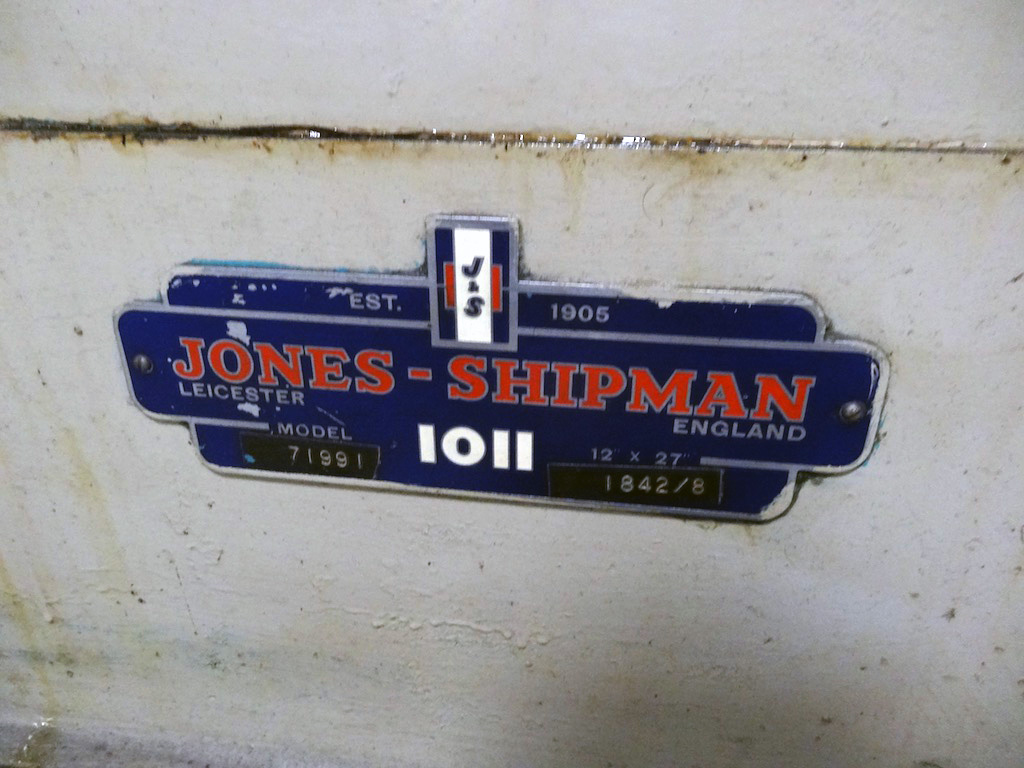 J&S
EST. 1905
JONES-SHIPMAN
LEICESTER ENGLAND
MODEL 1011 12" x 27"
71991 1842/8